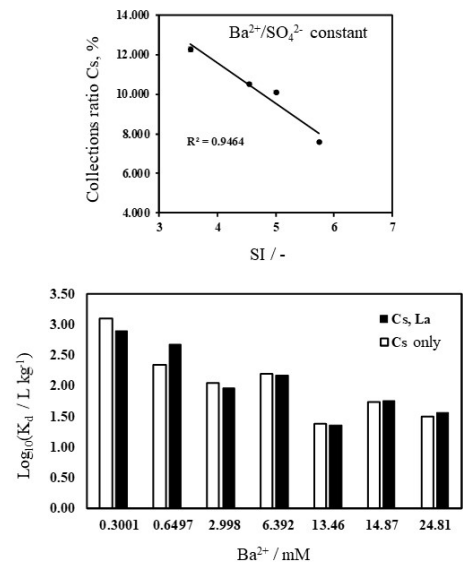 14.000
Ba²⁺/SO₄²⁻ constant
12.000
10.000
8.000
R² = 0.9464
6.000
4.000
Collections ratio Cs, %
3 4 5 6 7
SI / -
3.50
3.00
Cs, La
2.50
Cs only
2.00
1.50
1.00
0.50
0.00
Log₁₀(K_d / L kg⁻¹)
0.3001 0.6497 2.998 6.392 13.46 14.87 24.81
Ba²⁺ / mM